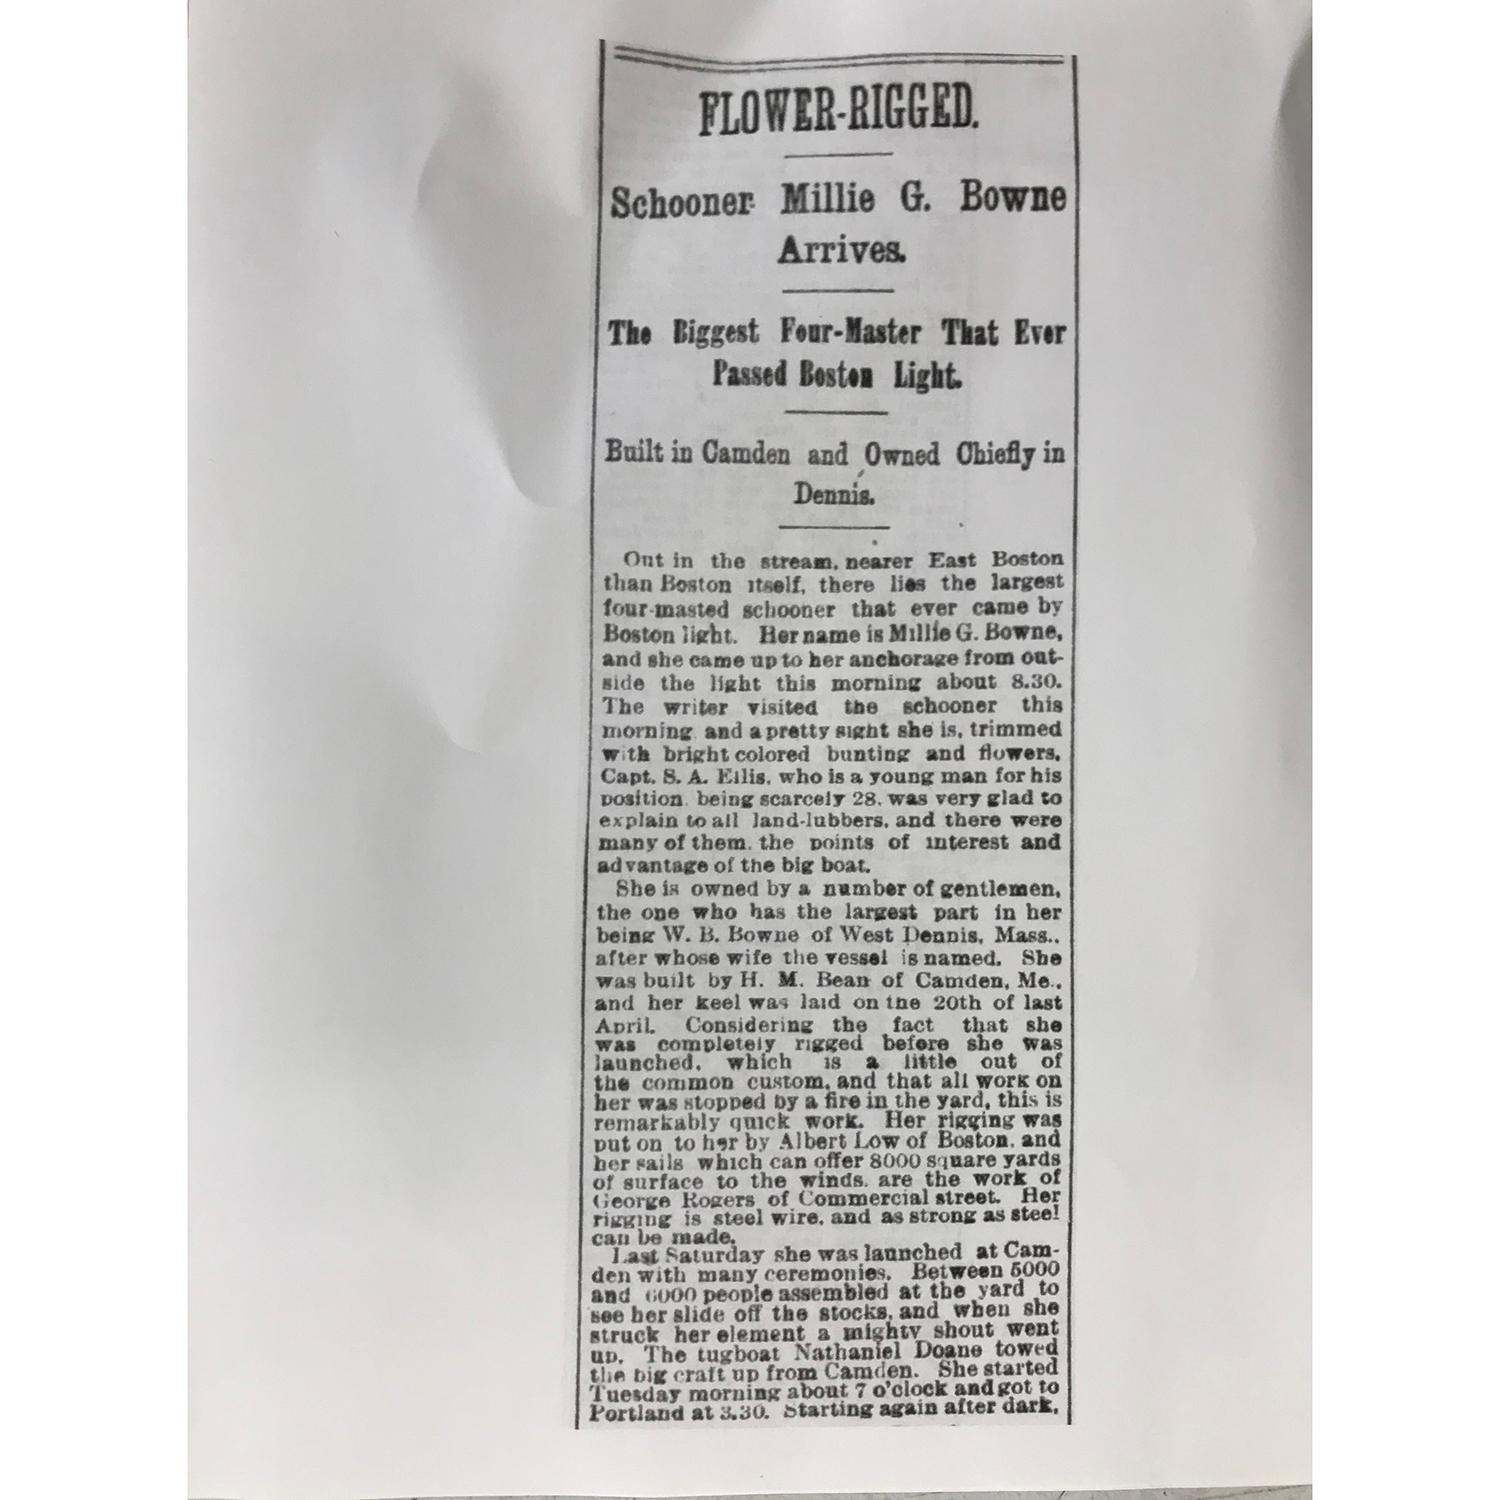 FLOWER-RIGGED.
Schooner Millie G. Bowne
Arrives.
The Biggest Four-Master That Ever
Passed Boston Light.
Built in Camden and Owned Chiefly in
Dennis.
Out in the stream, nearer East Boston
than Boston itself, there lies the largest
four-masted schooner that ever came by
Boston light. Her name is Millie G. Bowne,
and she came up to her anchorage from out-
side the light this morning about 8.30.
The writer visited the schooner this
morning and a pretty sight she is, trimmed
with bright colored bunting and flowers.
Capt. S. A. Ellis, who is a young man for his
position, being scarcely 28, was very glad to
explain to all land-lubbers, and there were
many of them, the points of interest and
advantage of the big boat.
She is owned by a number of gentlemen,
the one who has the largest part in her
being W. B. Bowne of West Dennis, Mass.,
after whose wife the vessel is named. She
was built by H. M. Bean of Camden, Me.,
and her keel was laid on the 20th of last
April. Considering the fact that she
was completely rigged before she was
launched, which is a little out of
the common custom, and that all work on
her was stopped by a fire in the yard, this is
remarkably quick work. Her rigging was
put on to her by Albert Low of Boston, and
her sails which can offer 8000 square yards
of surface to the winds, are the work of
George Rogers of Commercial street. Her
rigging is steel wire, and as strong as steel
can be made.
Last Saturday she was launched at Cam-
den with many ceremonies. Between 5000
and 6000 people assembled at the yard to
see her slide off the stocks, and when she
struck her element a mighty shout went
up. The tugboat Nathaniel Doane towed
the big craft up from Camden. She started
Tuesday morning about 7 o'clock and got to
Portland at 3.30. Starting again after dark,